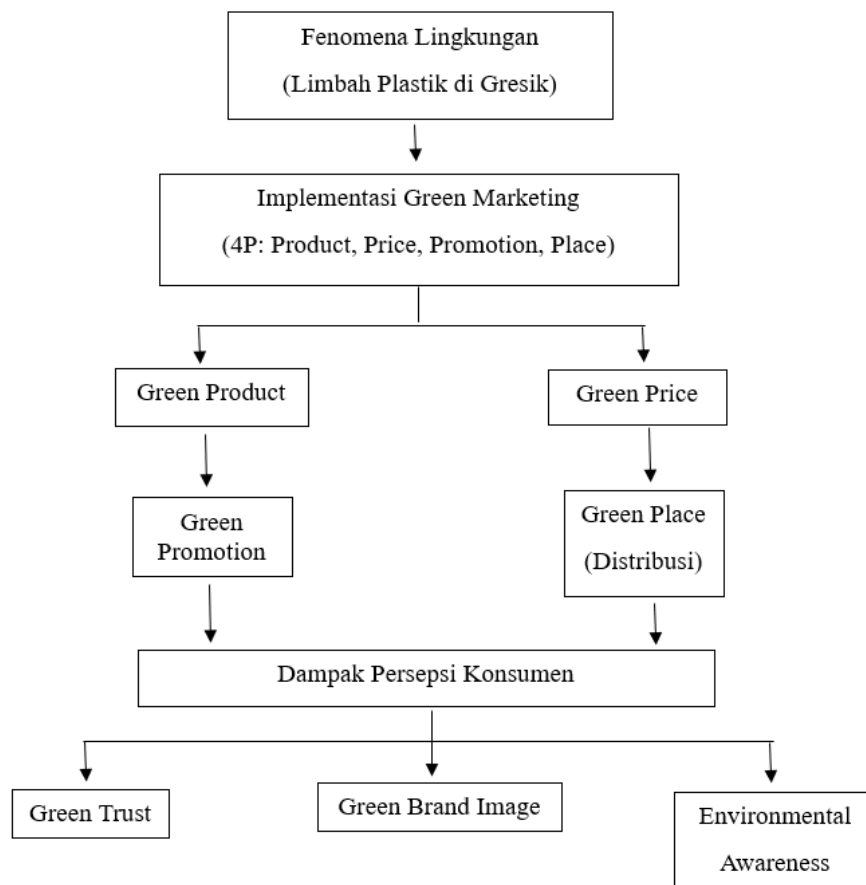 Fenomena Lingkungan
(Limbah Plastik di Gresik)
Implementasi Green Marketing
(4P: Product, Price, Promotion, Place)
Green Product
Green Price
Green
Promotion
Green Place
(Distribusi)
Dampak Persepsi Konsumen
Green Trust
Green Brand Image
Environmental
Awareness